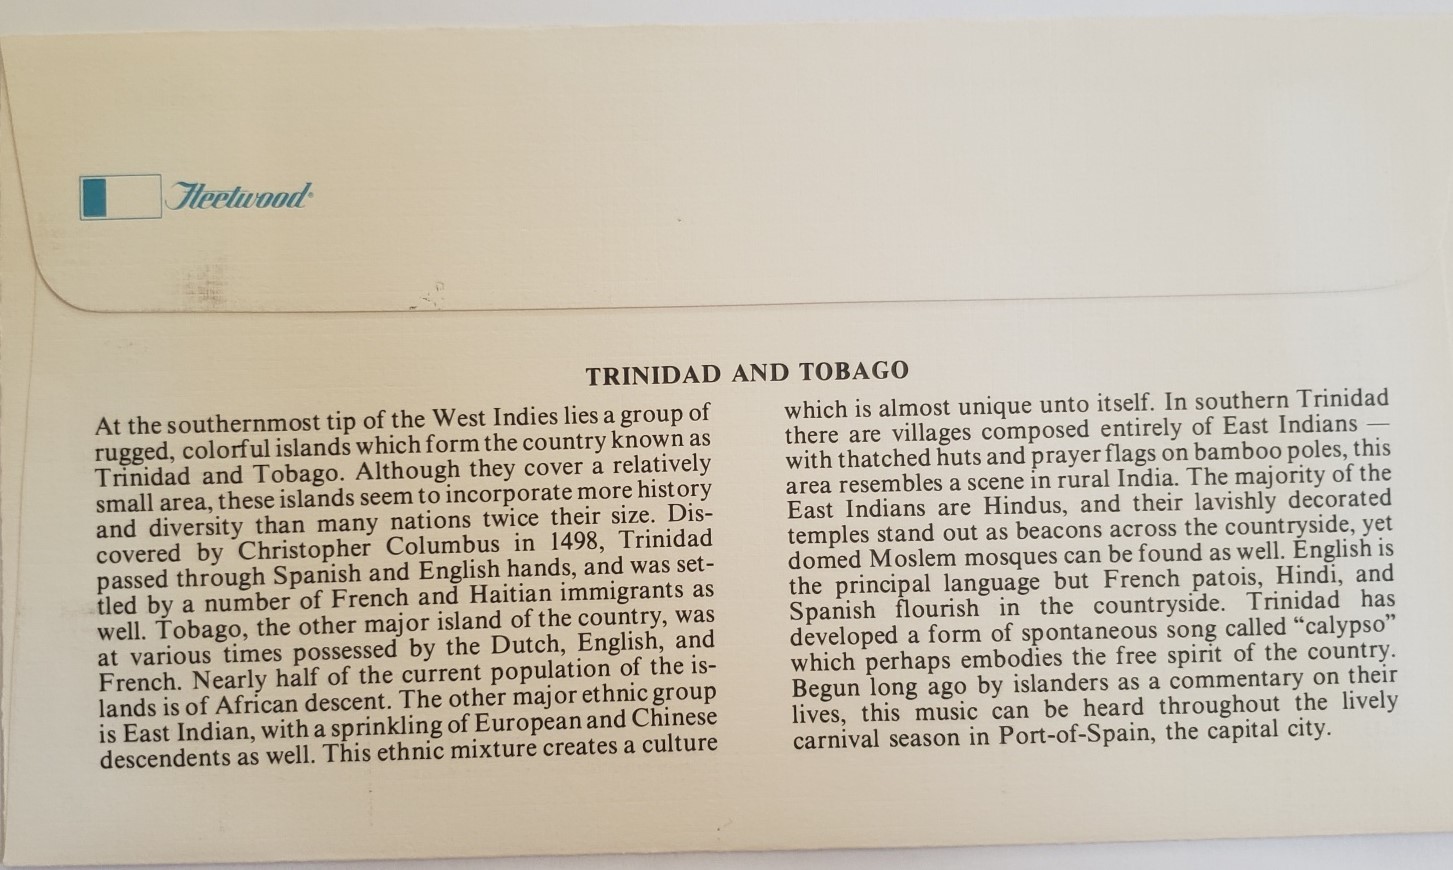 Fleetwood®
TRINIDAD AND TOBAGO
At the southernmost tip of the West Indies lies a group of
rugged, colorful islands which form the country known as
Trinidad and Tobago. Although they cover a relatively
small area, these islands seem to incorporate more history
and diversity than many nations twice their size. Dis-
covered by Christopher Columbus in 1498, Trinidad
passed through Spanish and English hands, and was set-
tled by a number of French and Haitian immigrants as
well. Tobago, the other major island of the country, was
at various times possessed by the Dutch, English, and
French. Nearly half of the current population of the is-
lands is of African descent. The other major ethnic group
is East Indian, with a sprinkling of European and Chinese
descendents as well. This ethnic mixture creates a culture
which is almost unique unto itself. In southern Trinidad
there are villages composed entirely of East Indians —
with thatched huts and prayer flags on bamboo poles, this
area resembles a scene in rural India. The majority of the
East Indians are Hindus, and their lavishly decorated
temples stand out as beacons across the countryside, yet
domed Moslem mosques can be found as well. English is
the principal language but French patois, Hindi, and
Spanish flourish in the countryside. Trinidad has
developed a form of spontaneous song called “calypso”
which perhaps embodies the free spirit of the country.
Begun long ago by islanders as a commentary on their
lives, this music can be heard throughout the lively
carnival season in Port-of-Spain, the capital city.